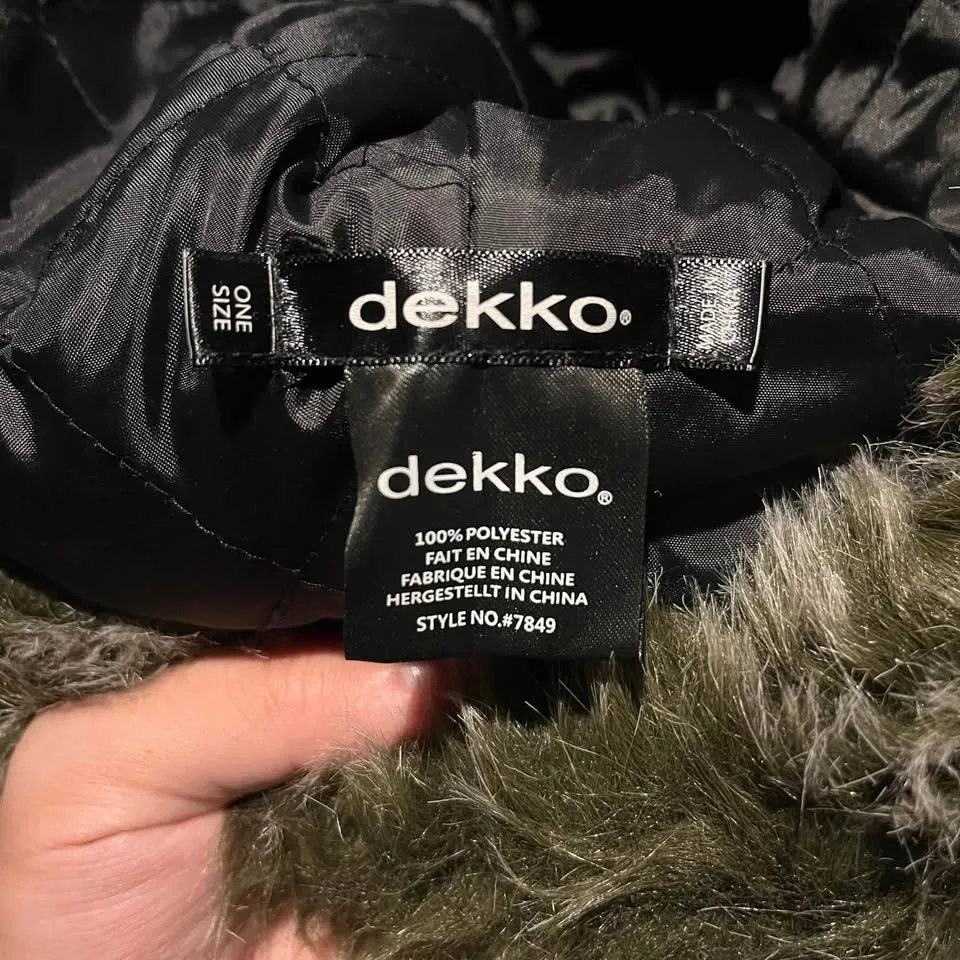 ONE
SIZE
dekko®
MADE
dekko®
100% POLYESTER
FAIT EN CHINE
FABRIQUE EN CHINE
HERGESTELLT IN CHINA
STYLE NO.#7849